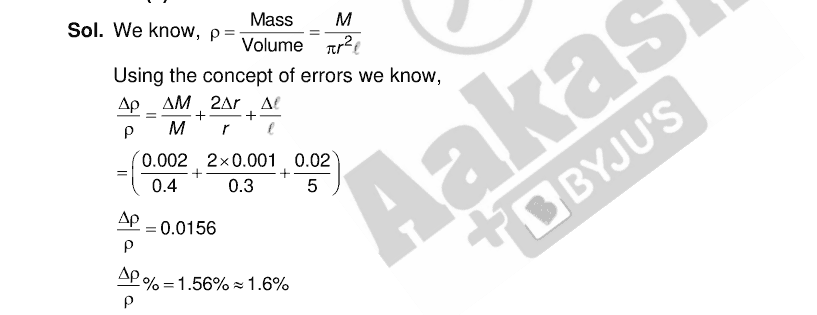 Sol. We know, ρ = Mass / Volume = M / πr²ℓ
Using the concept of errors we know,
Δρ/ρ = ΔM/M + 2Δr/r + Δℓ/ℓ
= (0.002/0.4 + 2×0.001/0.3 + 0.02/5)
Δρ/ρ = 0.0156
Δρ/ρ % = 1.56% ≈ 1.6%
Aakash
+ B BYJU'S